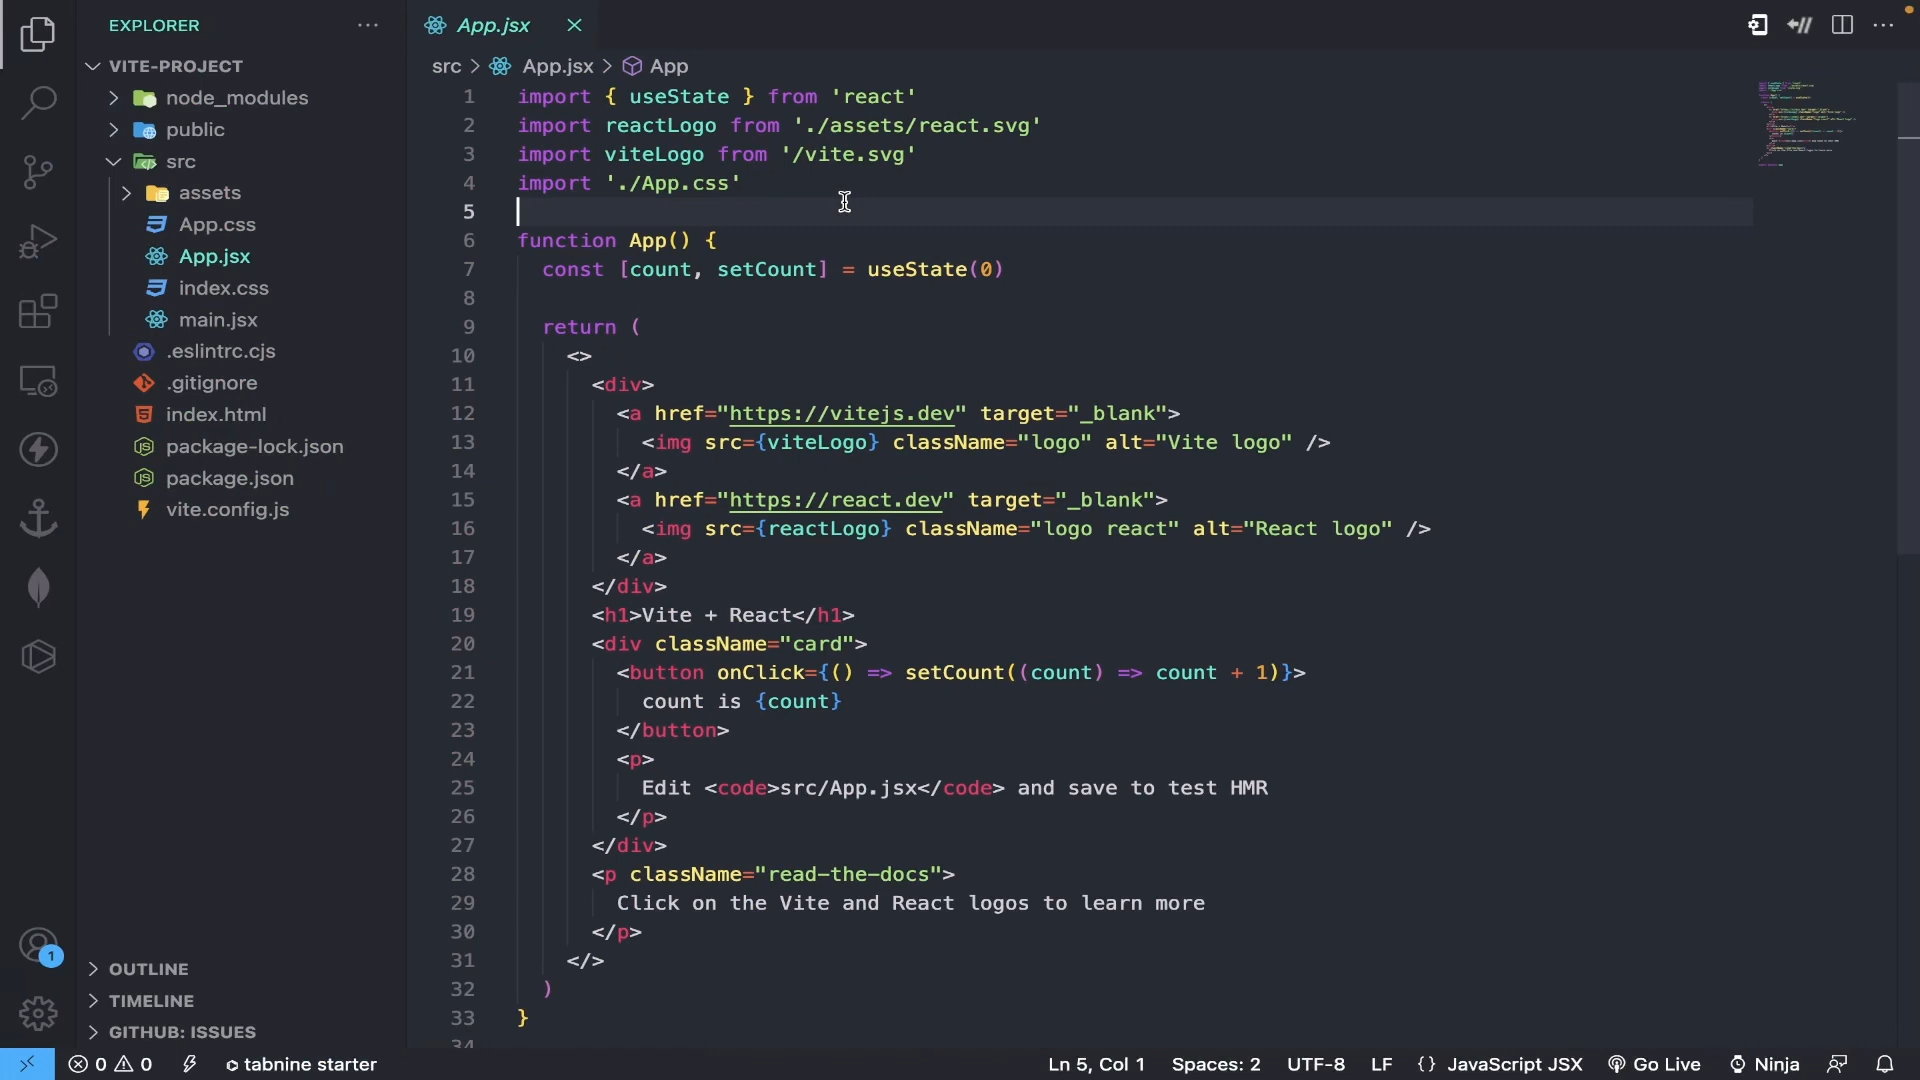 EXPLORER
VITE-PROJECT
node_modules
public
src
assets
App.css
App.jsx
index.css
main.jsx
.eslintrc.cjs
.gitignore
index.html
package-lock.json
package.json
vite.config.js
OUTLINE
TIMELINE
GITHUB: ISSUES
1
App.jsx
src > App.jsx > App
1 import { useState } from 'react'
2 import reactLogo from './assets/react.svg'
3 import viteLogo from '/vite.svg'
4 import './App.css'
5
6 function App() {
7 const [count, setCount] = useState(0)
8
9 return (
10 <>
11 <div>
12 <a href="https://vitejs.dev" target="_blank">
13 <img src={viteLogo} className="logo" alt="Vite logo" />
14 </a>
15 <a href="https://react.dev" target="_blank">
16 <img src={reactLogo} className="logo react" alt="React logo" />
17 </a>
18 </div>
19 <h1>Vite + React</h1>
20 <div className="card">
21 <button onClick={() => setCount((count) => count + 1)}>
22 count is {count}
23 </button>
24 <p>
25 Edit <code>src/App.jsx</code> and save to test HMR
26 </p>
27 </div>
28 <p className="read-the-docs">
29 Click on the Vite and React logos to learn more
30 </p>
31 </>
32 )
33 }
34
0 0 tabnine starter Ln 5, Col 1 Spaces: 2 UTF-8 LF {} JavaScript JSX Go Live Ninja